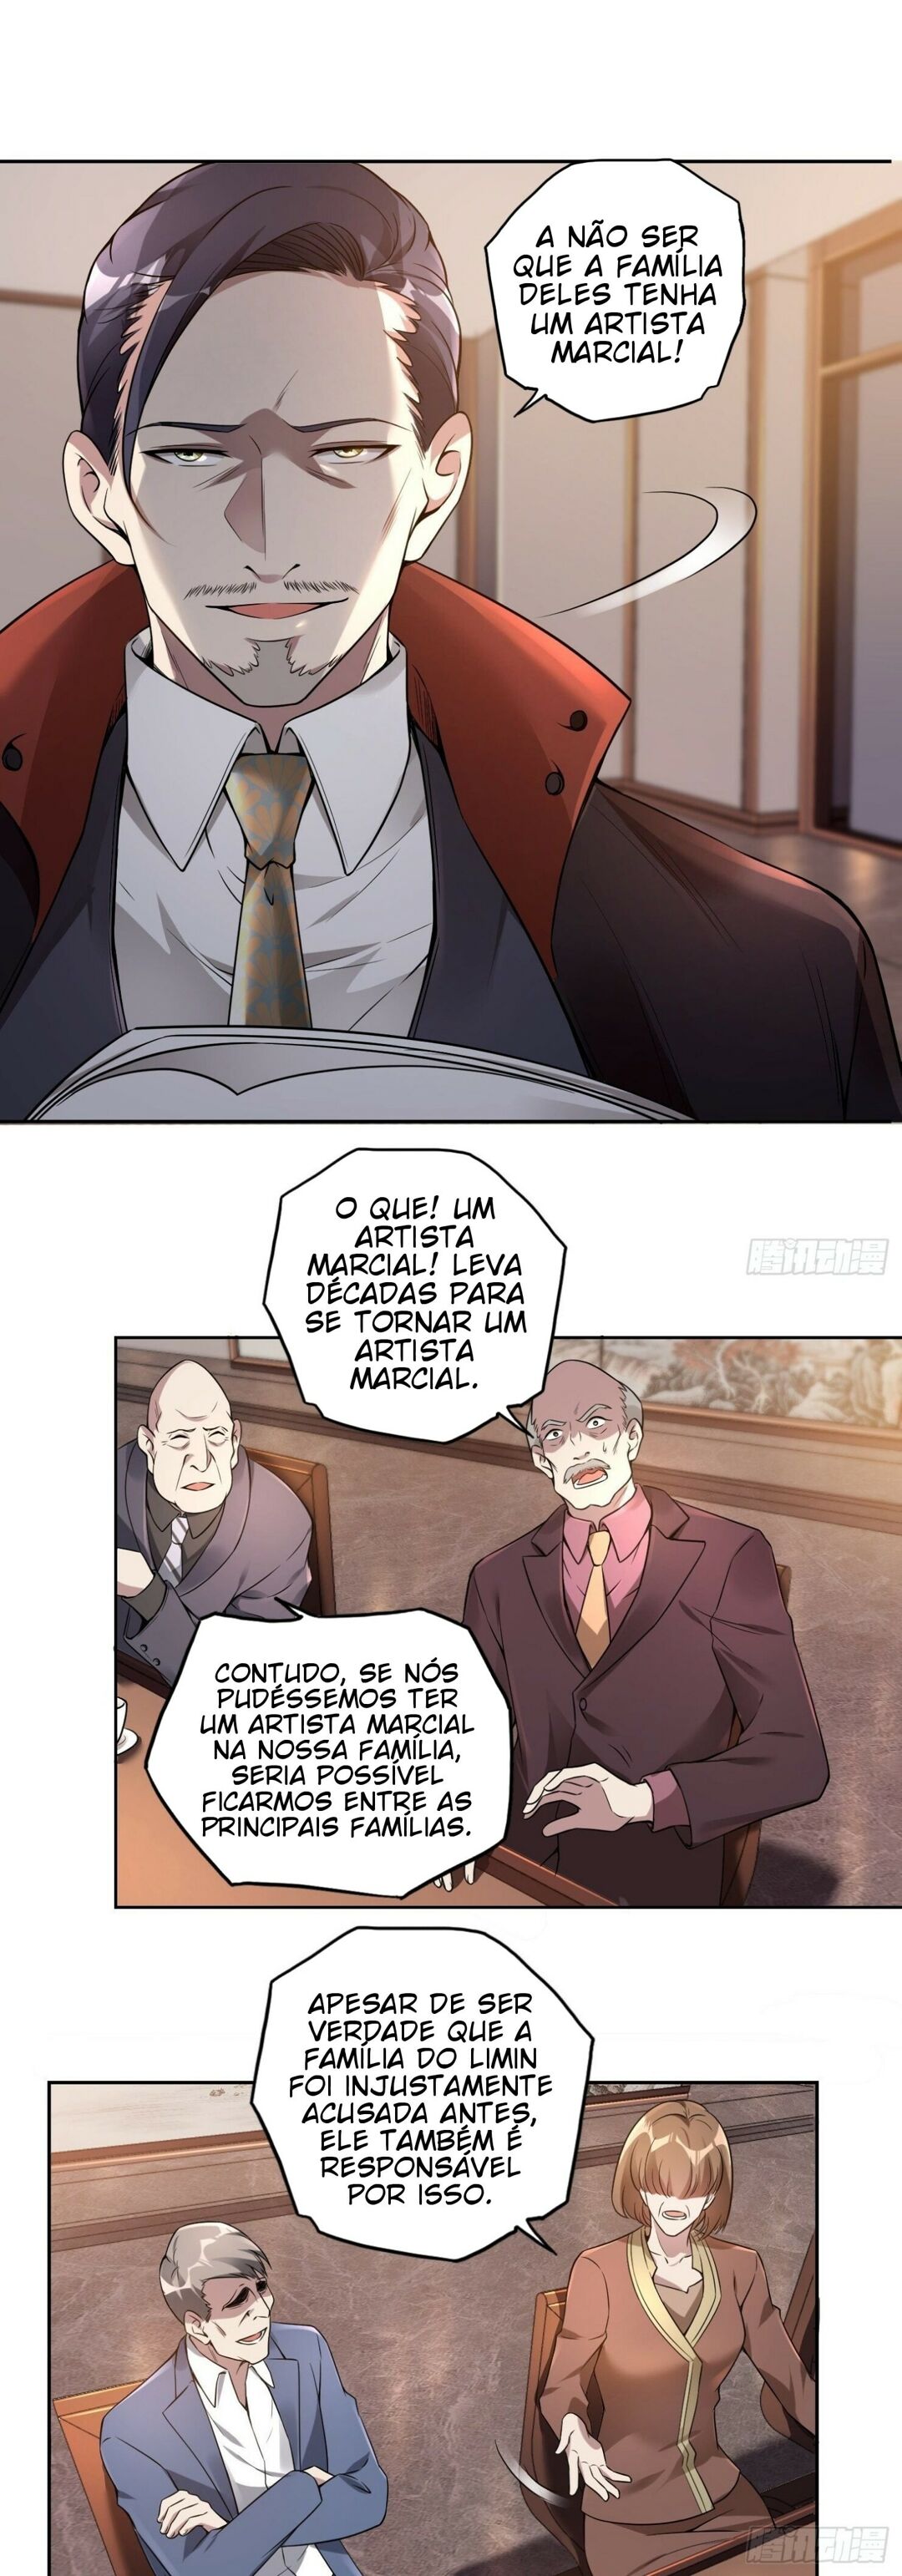 A NÃO SER
QUE A FAMÍLIA
DELES TENHA
UM ARTISTA
MARCIAL!
O QUE! UM
ARTISTA
MARCIAL! LEVA
DÉCADAS PARA
SE TORNAR UM
ARTISTA
MARCIAL.
腾讯动漫
CONTUDO, SE NÓS
PUDÉSSEMOS TER
UM ARTISTA MARCIAL
NA NOSSA FAMÍLIA,
SERIA POSSÍVEL
FICARMOS ENTRE AS
PRINCIPAIS FAMÍLIAS.
APESAR DE SER
VERDADE QUE A
FAMÍLIA DO LIMIN
FOI INJUSTAMENTE
ACUSADA ANTES,
ELE TAMBÉM É
RESPONSÁVEL
POR ISSO.
腾讯动漫